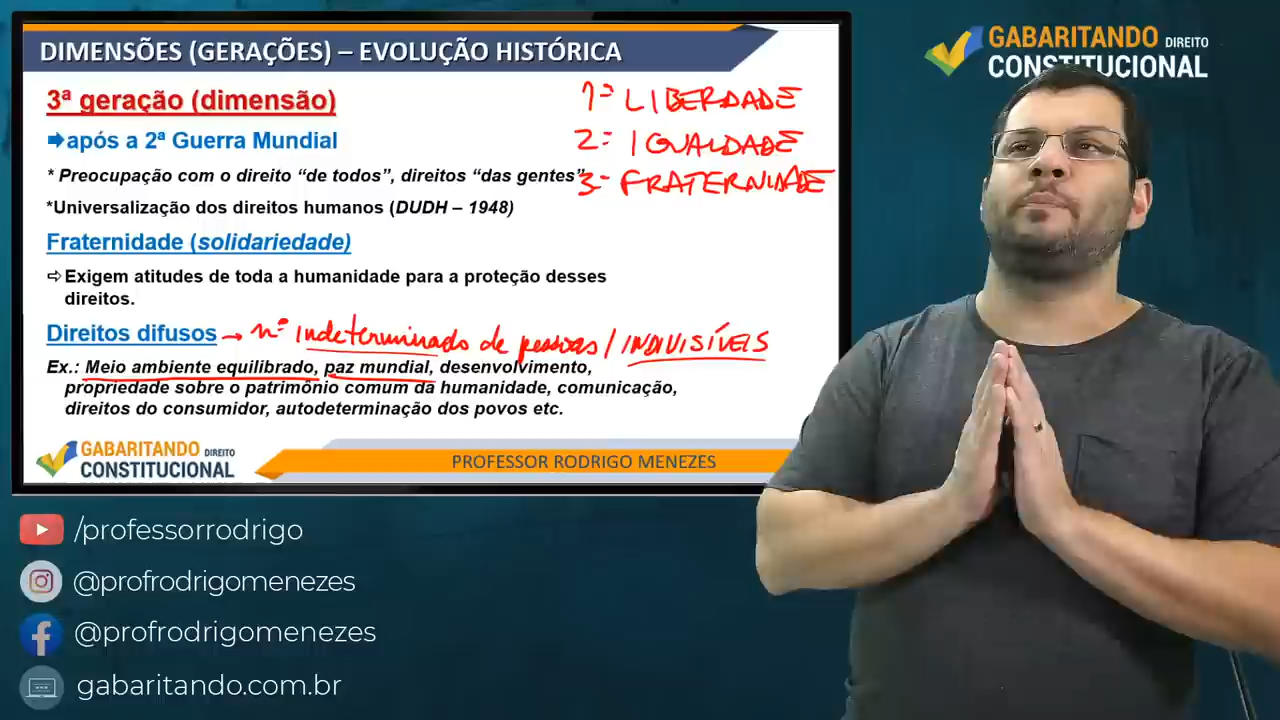 DIMENSÕES (GERAÇÕES) – EVOLUÇÃO HISTÓRICA
3ª geração (dimensão)
1ª LIBERDADE
após a 2ª Guerra Mundial
2ª IGUALDADE
* Preocupação com o direito “de todos”, direitos “das gentes”
3ª FRATERNIDADE
*Universalização dos direitos humanos (DUDH – 1948)
Fraternidade (solidariedade)
Exigem atitudes de toda a humanidade para a proteção desses
direitos.
Direitos difusos → nº indeterminado de pessoas / INDIVISÍVEIS
Ex.: Meio ambiente equilibrado, paz mundial, desenvolvimento,
propriedade sobre o patrimônio comum da humanidade, comunicação,
direitos do consumidor, autodeterminação dos povos etc.
GABARITANDO DIREITO
CONSTITUCIONAL
PROFESSOR RODRIGO MENEZES
GABARITANDO DIREITO
CONSTITUCIONAL
/professorrodrigo
@profrodrigomenezes
@profrodrigomenezes
gabaritando.com.br